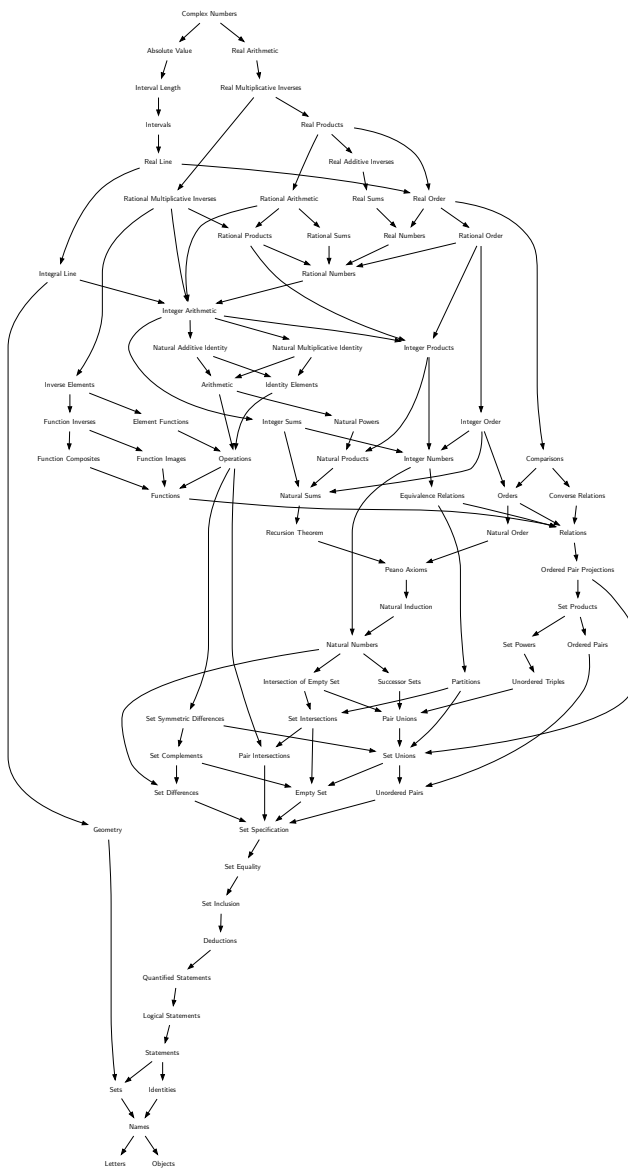 Complex Numbers
Absolute Value
Real Arithmetic
Interval Length
Real Multiplicative Inverses
Intervals
Real Products
Real Line
Real Additive Inverses
Rational Multiplicative Inverses
Rational Arithmetic
Real Sums
Real Order
Rational Products
Rational Sums
Real Numbers
Rational Order
Integral Line
Rational Numbers
Integer Arithmetic
Natural Additive Identity
Natural Multiplicative Identity
Integer Products
Inverse Elements
Arithmetic
Identity Elements
Function Inverses
Element Functions
Integer Sums
Natural Powers
Integer Order
Function Composites
Function Images
Operations
Natural Products
Integer Numbers
Comparisons
Functions
Natural Sums
Equivalence Relations
Orders
Converse Relations
Recursion Theorem
Natural Order
Relations
Peano Axioms
Ordered Pair Projections
Natural Induction
Set Products
Natural Numbers
Set Powers
Ordered Pairs
Intersection of Empty Set
Successor Sets
Partitions
Unordered Triples
Set Symmetric Differences
Set Intersections
Pair Unions
Set Complements
Pair Intersections
Set Unions
Set Differences
Empty Set
Unordered Pairs
Geometry
Set Specification
Set Equality
Set Inclusion
Deductions
Quantified Statements
Logical Statements
Statements
Sets
Identities
Names
Letters
Objects